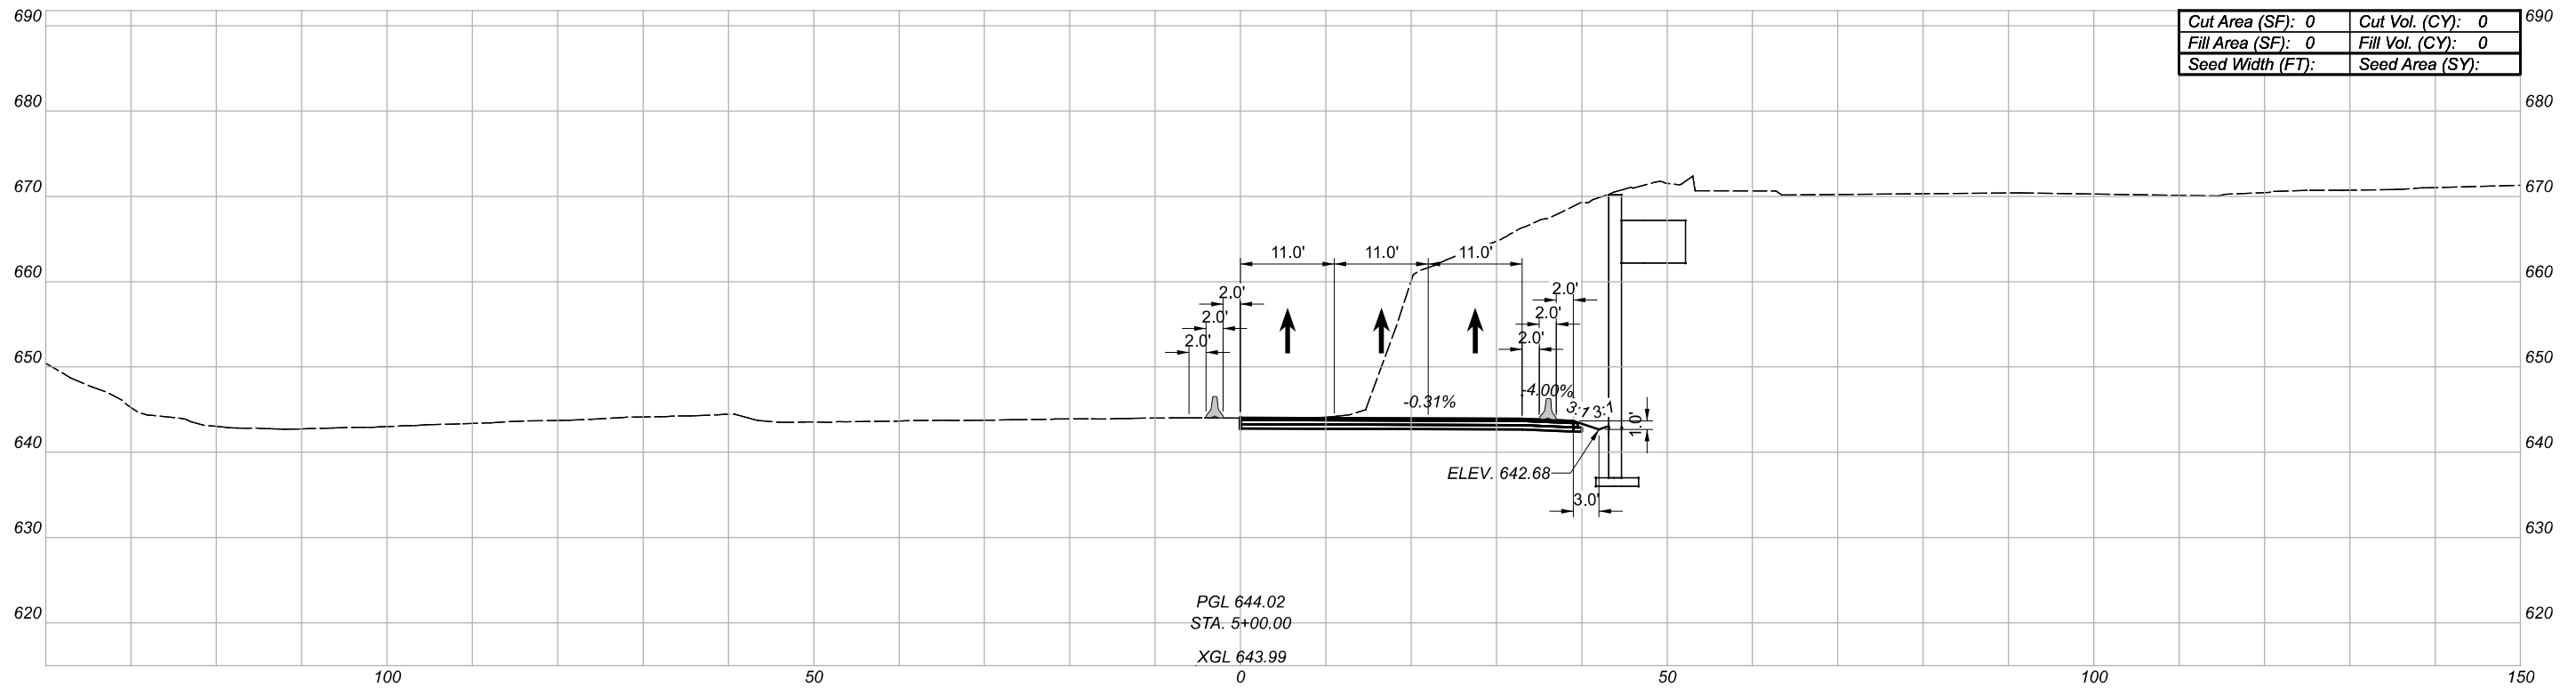 690
690
Cut Area (SF): 0 Cut Vol. (CY): 0
Fill Area (SF): 0 Fill Vol. (CY): 0
Seed Width (FT): Seed Area (SY):
680
680
670
670
11.0' 11.0' 11.0'
660
660
2.0' 2.0'
2.0' 2.0'
2.0' 2.0'
650
650
-4.00%
-0.31%
3:1 3:1
1.0'
640
640
ELEV. 642.68
3.0'
630
630
PGL 644.02
620
620
STA. 5+00.00
XGL 643.99
100 50 0 50 100 150